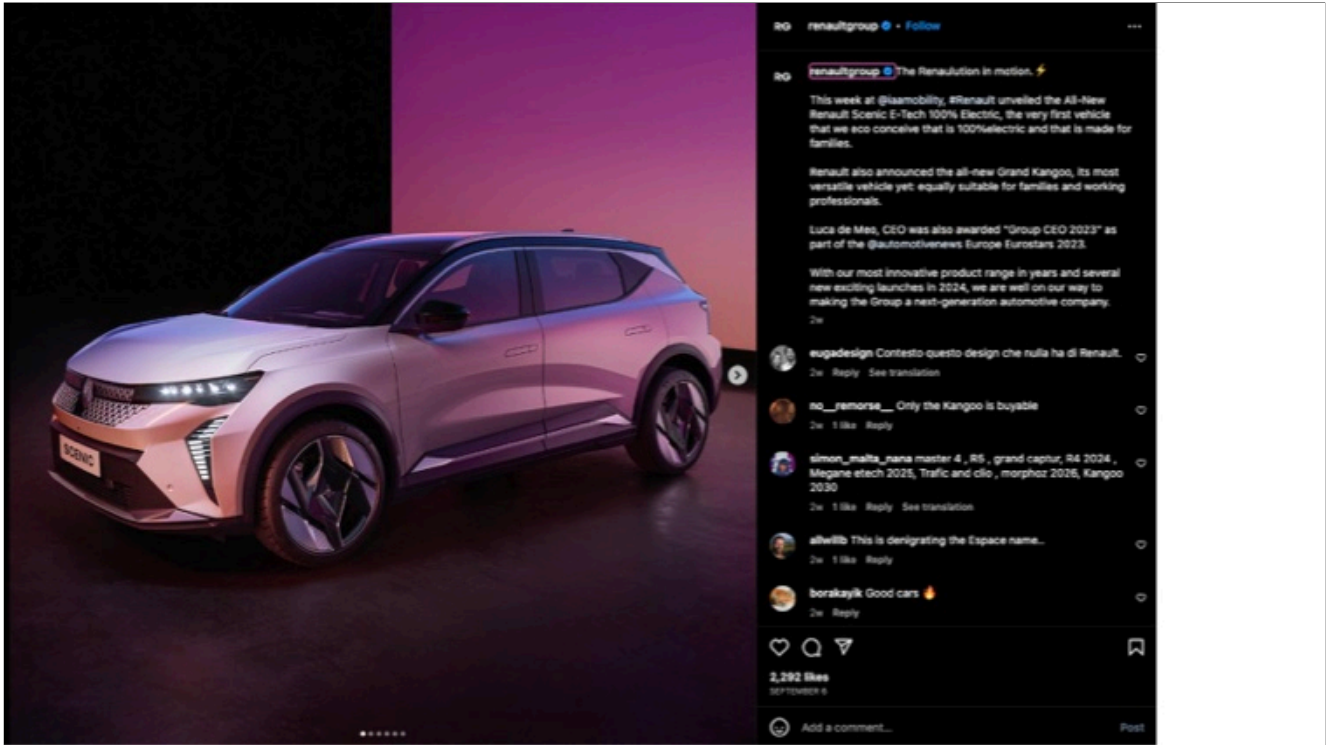 SCENIC
RG renaultgroup • Follow
RG renaultgroup The Renaulution in motion.⚡
This week at @iaamobility, #Renault unveiled the All-New
Renault Scenic E-Tech 100% Electric, the very first vehicle
that we eco conceive that is 100%electric and that is made for
families.
Renault also announced the all-new Grand Kangoo, its most
versatile vehicle yet: equally suitable for families and working
professionals.
Luca de Meo, CEO was also awarded "Group CEO 2023" as
part of the @automotivenews Europe Eurostars 2023.
With our most innovative product range in years and several
new exciting launches in 2024, we are well on our way to
making the Group a next-generation automotive company.
2w
eugadesign Contesto questo design che nulla ha di Renault.
2w Reply See translation
no__remorse__ Only the Kangoo is buyable
2w 1 like Reply
simon_malta_nana master 4 , R5 , grand captur, R4 2024 ,
Megane etech 2025, Trafic and clio , morphoz 2026, Kangoo
2030
2w 1 like Reply See translation
allwillb This is denigrating the Espace name...
2w 1 like Reply
borakayik Good cars 🔥
2w Reply
2,292 likes
SEPTEMBER 6
Add a comment...
Post